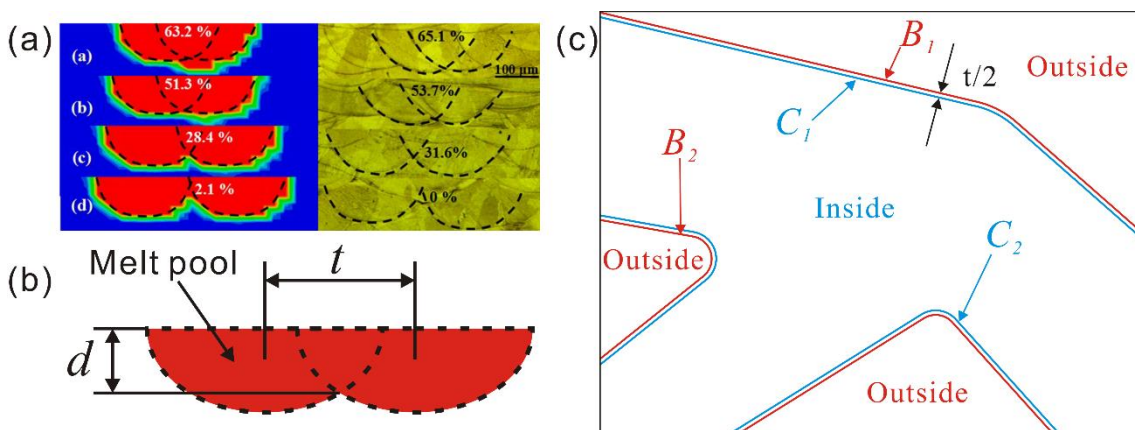 (a)
63.2 %
(a)
51.3 %
(b)
28.4 %
(c)
2.1 %
(d)
65.1 %
100 μm
53.7%
31.6%
0 %
(b)
Melt pool
t
d
(c)
B1
t/2
Outside
C1
B2
Inside
Outside
C2
Outside